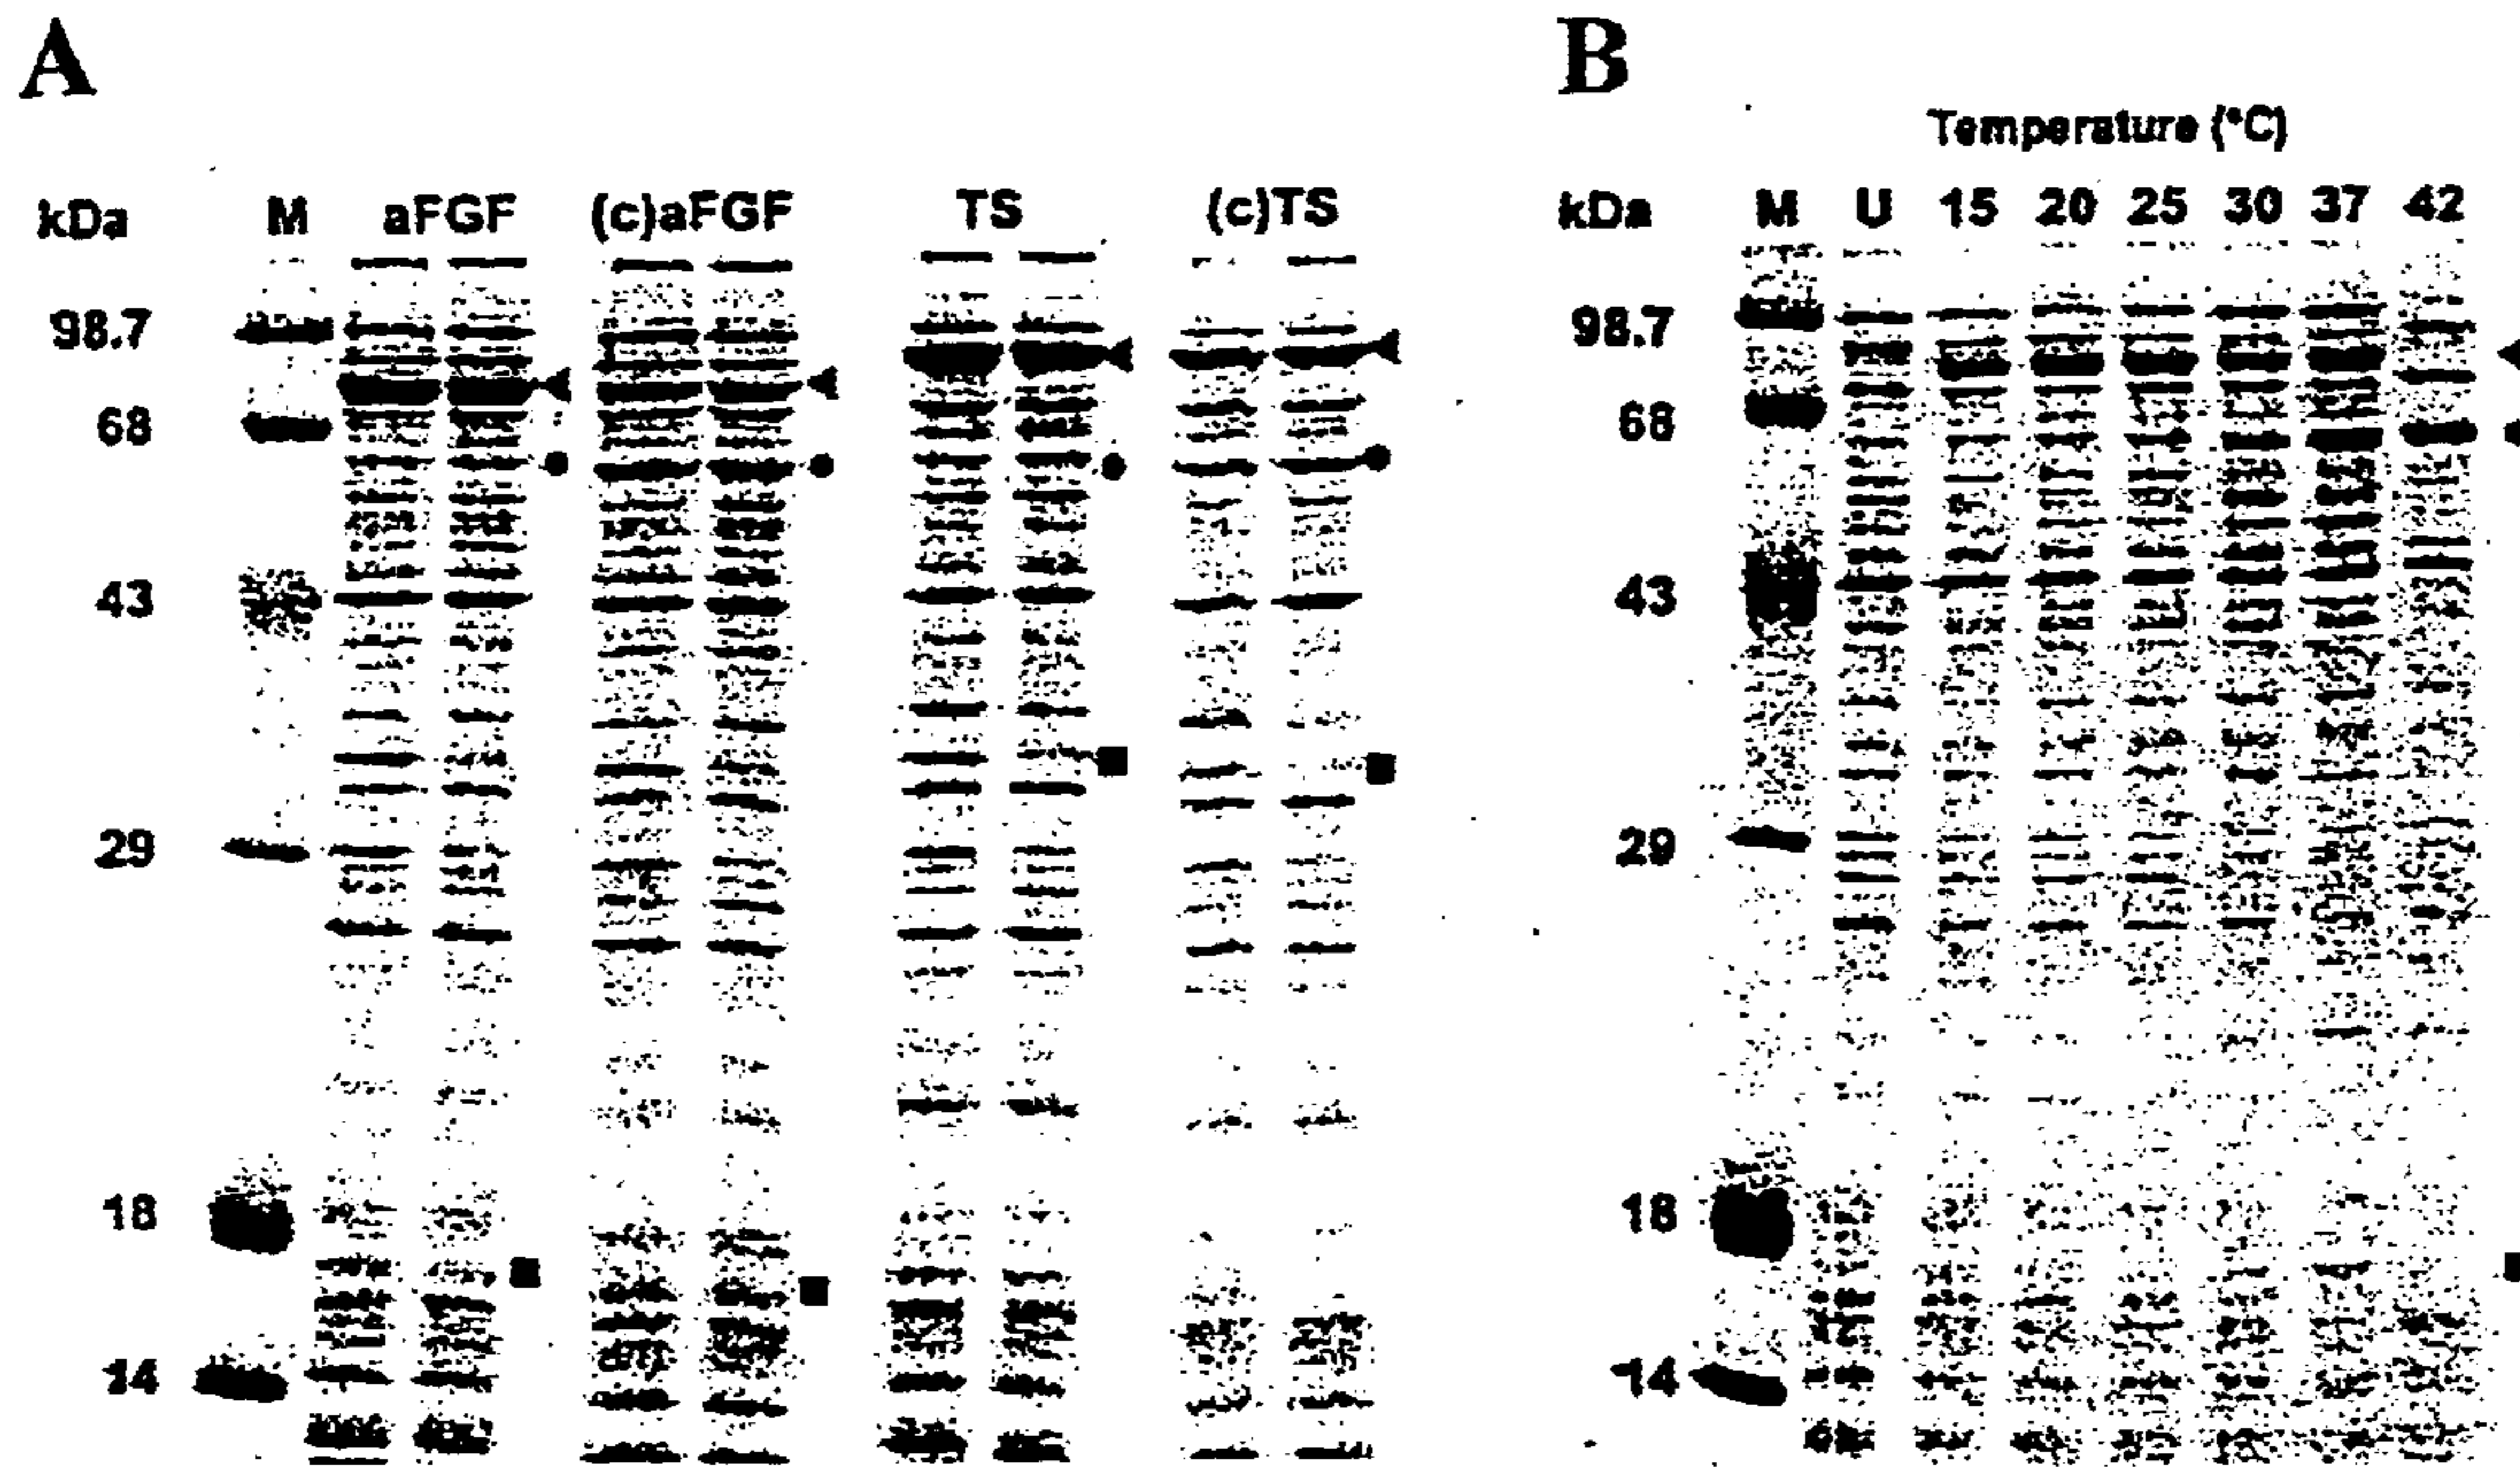 A
B
Temperature (°C)
kDa M aFGF (c)aFGF TS (c)TS
kDa M U 15 20 25 30 37 42
98.7
68
43
29
18
14
98.7
68
43
29
18
14